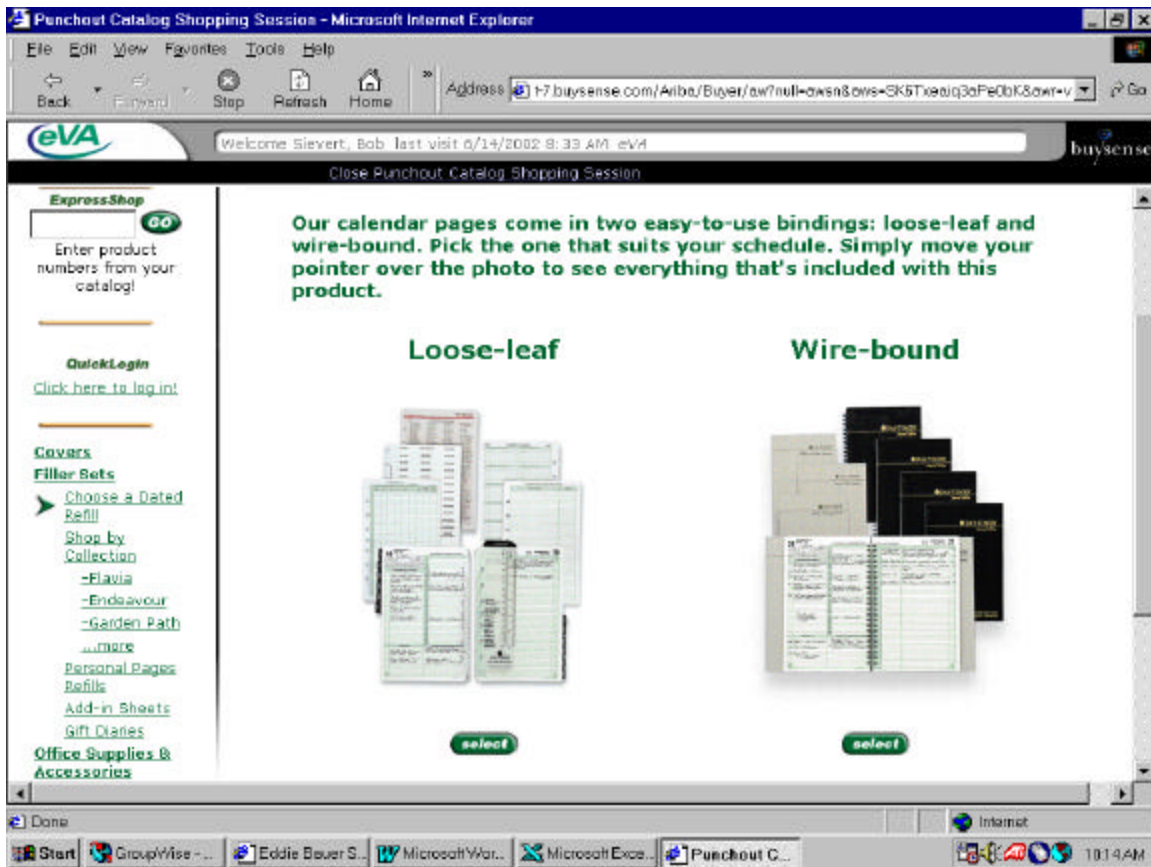 Punchout Catalog Shopping Session - Microsoft Internet Explorer
File Edit View Favorites Tools Help
Back Forward Stop Refresh Home » Address Go
eVA
Welcome Sievert, Bob last visit 6/14/2002 8:33 AM eVA
buysense
Close Punchout Catalog Shopping Session
ExpressShop
GO
Enter product
numbers from your
catalog!
QuickLogin
Click here to log in!
Covers
Filler Sets
Choose a Dated
Refill
Shop by
Collection
-Flavia
-Endeavour
-Garden Path
...more
Personal Pages
Refills
Add-in Sheets
Gift Diaries
Office Supplies &
Accessories
Our calendar pages come in two easy-to-use bindings: loose-leaf and
wire-bound. Pick the one that suits your schedule. Simply move your
pointer over the photo to see everything that's included with this
product.
Loose-leaf
Wire-bound
select
select
Done
Internet
Start GroupWise -... Eddie Bauer S... Microsoft Wor... Microsoft Exce... Punchout C... 10:14 AM